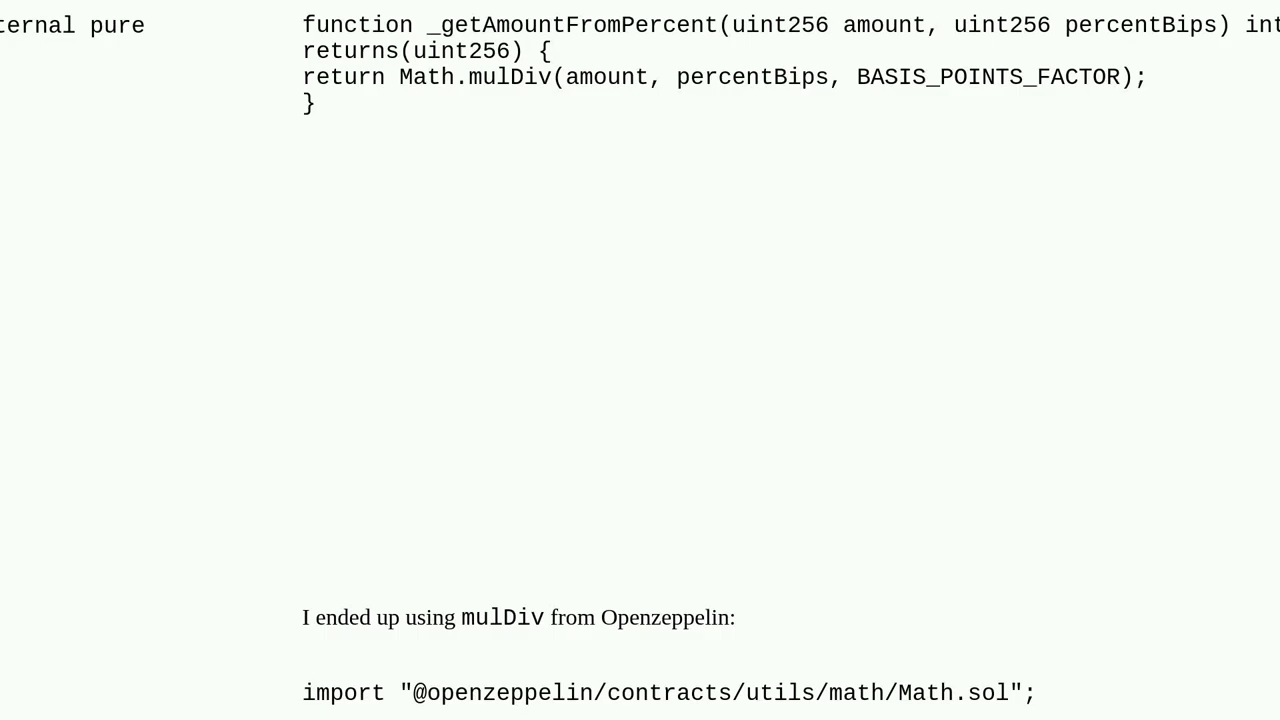 ternal pure
function _getAmountFromPercent(uint256 amount, uint256 percentBips) int
returns(uint256) {
return Math.mulDiv(amount, percentBips, BASIS_POINTS_FACTOR);
}
I ended up using mulDiv from Openzeppelin:
import "@openzeppelin/contracts/utils/math/Math.sol";